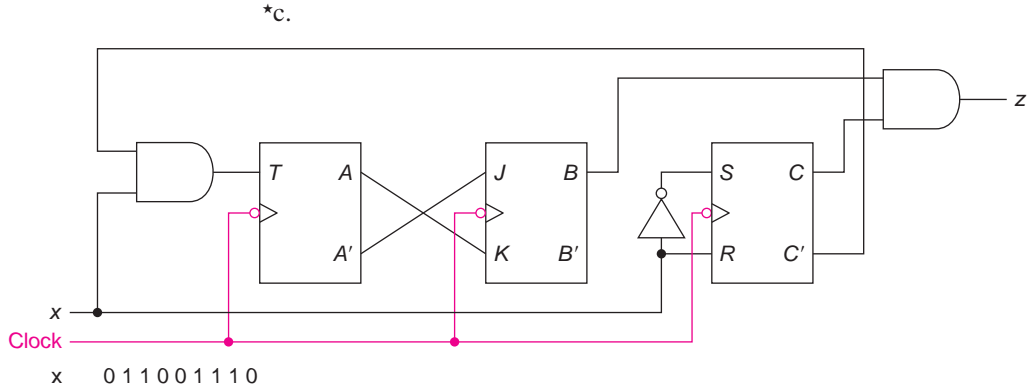 ★c.
z
T A J B S C
A′ K B′ R C′
x
Clock
x 0 1 1 0 0 1 1 1 0